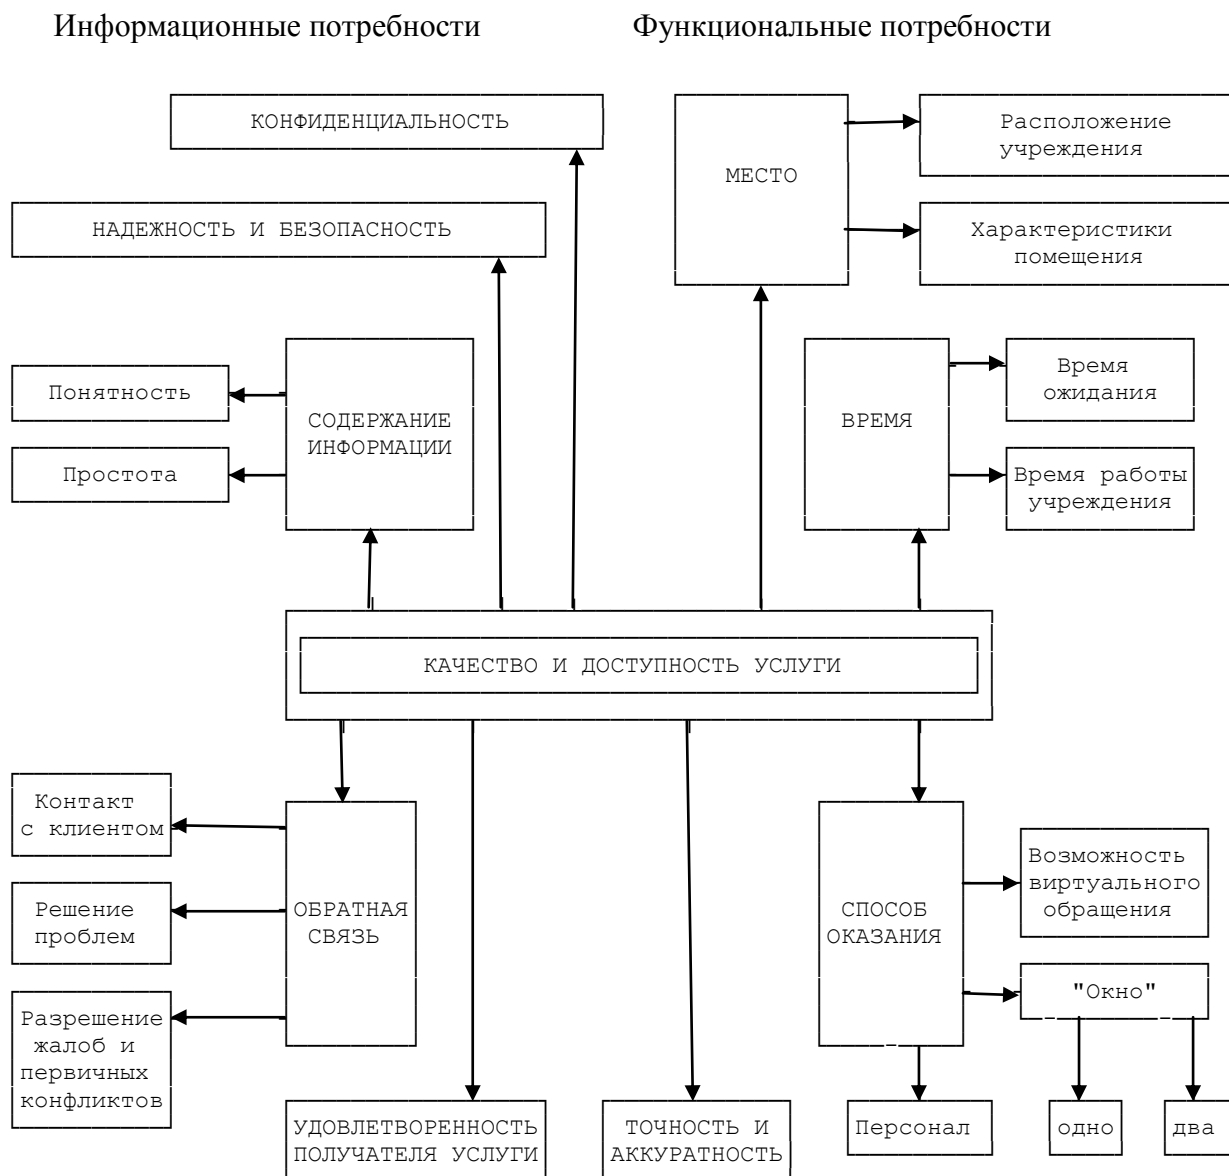 Информационные потребности
Функциональные потребности
КОНФИДЕНЦИАЛЬНОСТЬ
НАДЕЖНОСТЬ И БЕЗОПАСНОСТЬ
МЕСТО
Расположение
учреждения
Характеристики
помещения
Понятность
Простота
СОДЕРЖАНИЕ
ИНФОРМАЦИИ
ВРЕМЯ
Время
ожидания
Время работы
учреждения
КАЧЕСТВО И ДОСТУПНОСТЬ УСЛУГИ
Контакт
с клиентом
Решение
проблем
Разрешение
жалоб и
первичных
конфликтов
ОБРАТНАЯ
СВЯЗЬ
СПОСОБ
ОКАЗАНИЯ
Возможность
виртуального
обращения
"Окно"
УДОВЛЕТВОРЕННОСТЬ
ПОЛУЧАТЕЛЯ УСЛУГИ
ТОЧНОСТЬ И
АККУРАТНОСТЬ
Персонал
одно
два